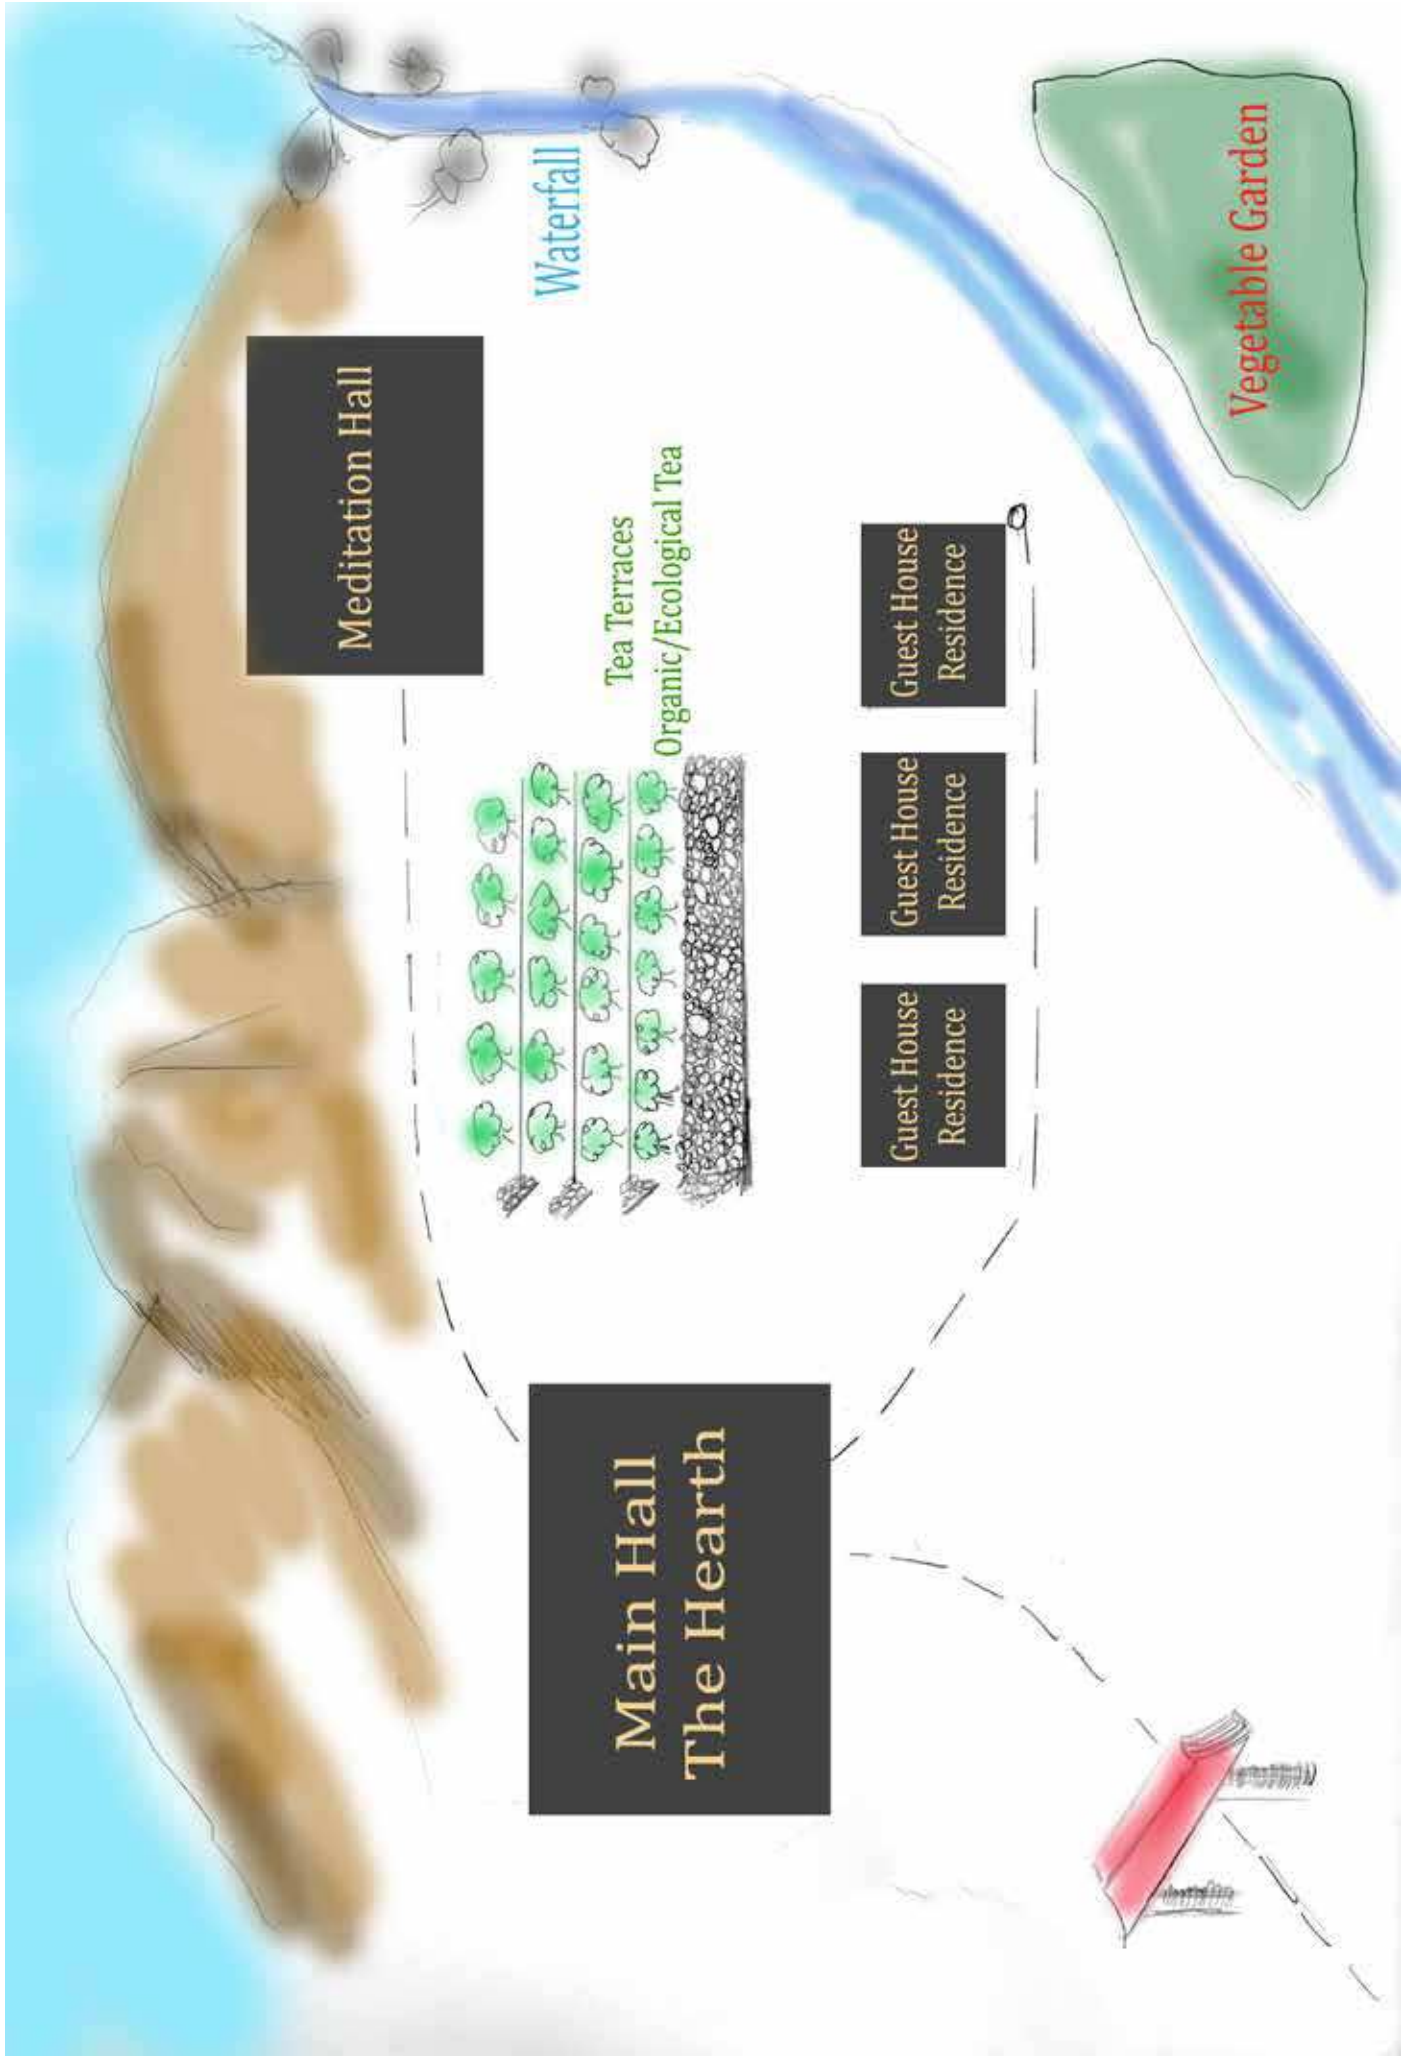 Meditation Hall
Waterfall
Tea Terraces
Organic/Ecological Tea
Main Hall
The Hearth
Guest House
Residence
Guest House
Residence
Guest House
Residence
Vegetable Garden